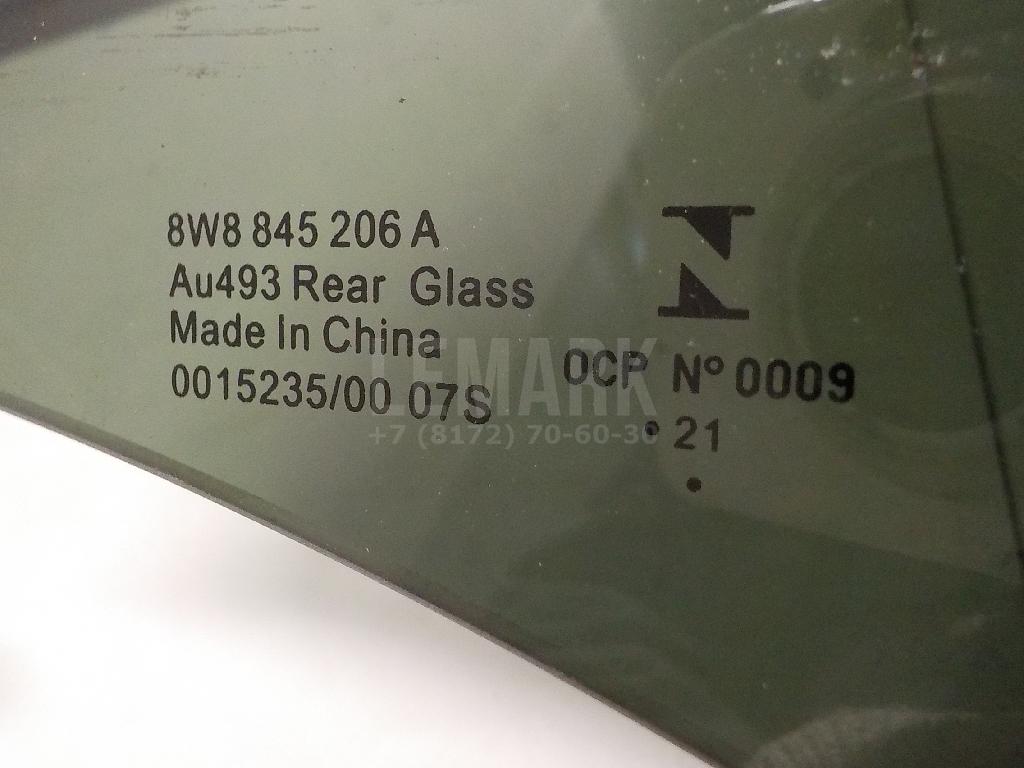 8W8 845 206 A
Au493 Rear Glass
Made In China
0015235/00 07S
OCP Nº 0009
• 21
•
LEMARK
+7 (8172) 70-60-30